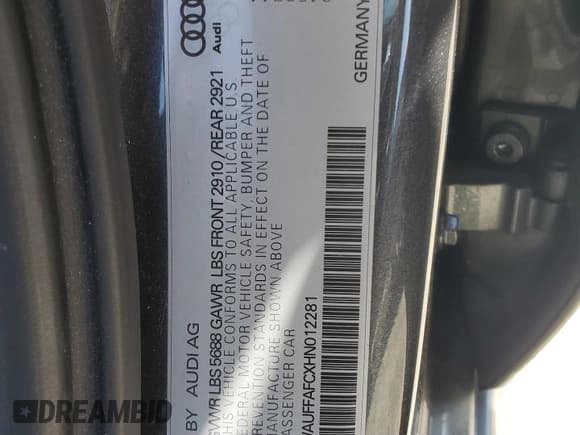 Audi
BY AUDI AG
GERMANY
GVWR LBS 5688 GAWR LBS FRONT 2910/REAR 2921
THIS VEHICLE CONFORMS TO ALL APPLICABLE U.S.
FEDERAL MOTOR VEHICLE SAFETY, BUMPER AND THEFT
PREVENTION STANDARDS IN EFFECT ON THE DATE OF
MANUFACTURE SHOWN ABOVE
PASSENGER CAR
WAUFFAFCXHN012281
DREAMBID